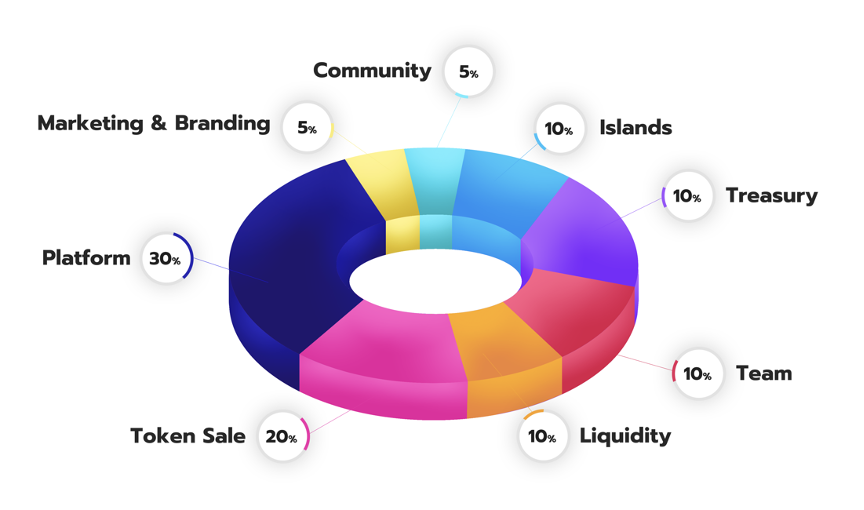 Community 5%
Marketing & Branding 5%
10% Islands
10% Treasury
Platform 30%
10% Team
Token Sale 20%
10% Liquidity